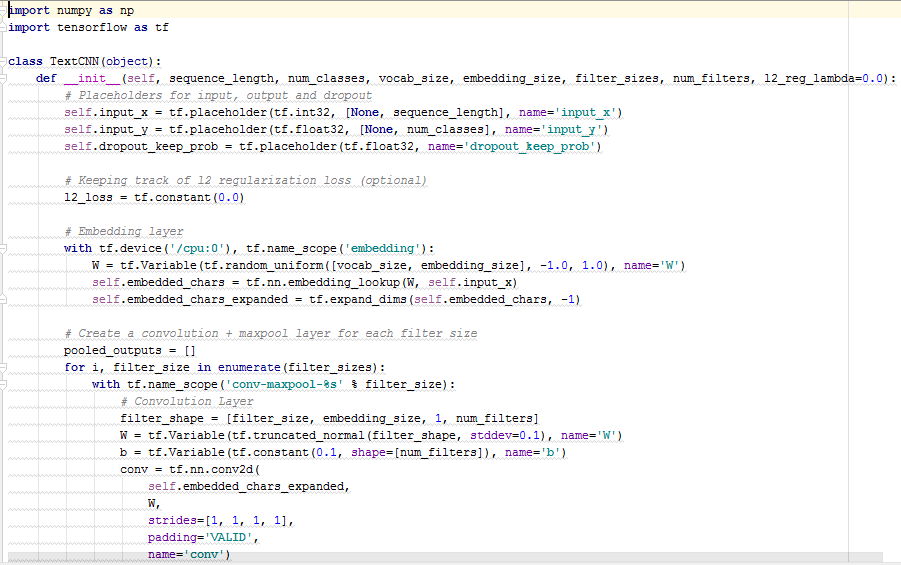 import numpy as np
import tensorflow as tf

class TextCNN(object):
    def __init__(self, sequence_length, num_classes, vocab_size, embedding_size, filter_sizes, num_filters, l2_reg_lambda=0.0):
        # Placeholders for input, output and dropout
        self.input_x = tf.placeholder(tf.int32, [None, sequence_length], name='input_x')
        self.input_y = tf.placeholder(tf.float32, [None, num_classes], name='input_y')
        self.dropout_keep_prob = tf.placeholder(tf.float32, name='dropout_keep_prob')

        # Keeping track of l2 regularization loss (optional)
        l2_loss = tf.constant(0.0)

        # Embedding layer
        with tf.device('/cpu:0'), tf.name_scope('embedding'):
            W = tf.Variable(tf.random_uniform([vocab_size, embedding_size], -1.0, 1.0), name='W')
            self.embedded_chars = tf.nn.embedding_lookup(W, self.input_x)
            self.embedded_chars_expanded = tf.expand_dims(self.embedded_chars, -1)

        # Create a convolution + maxpool layer for each filter size
        pooled_outputs = []
        for i, filter_size in enumerate(filter_sizes):
            with tf.name_scope('conv-maxpool-%s' % filter_size):
                # Convolution Layer
                filter_shape = [filter_size, embedding_size, 1, num_filters]
                W = tf.Variable(tf.truncated_normal(filter_shape, stddev=0.1), name='W')
                b = tf.Variable(tf.constant(0.1, shape=[num_filters]), name='b')
                conv = tf.nn.conv2d(
                    self.embedded_chars_expanded,
                    W,
                    strides=[1, 1, 1, 1],
                    padding='VALID',
                    name='conv')